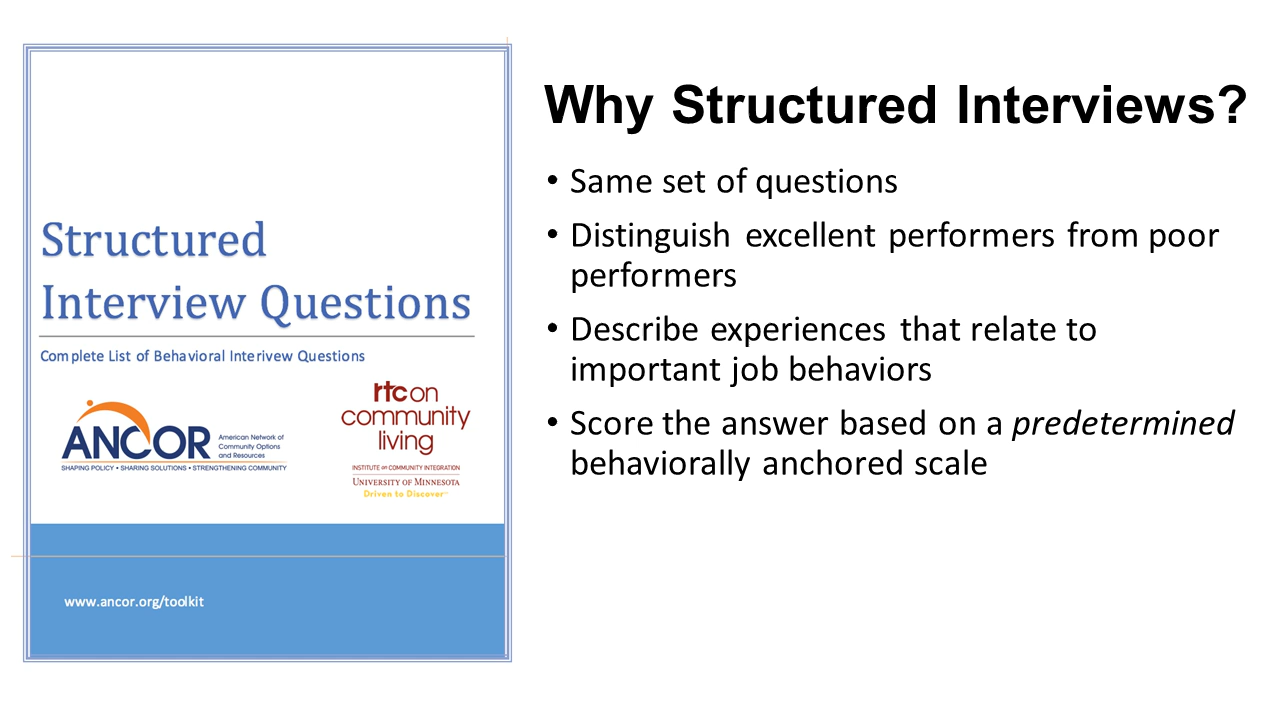 Structured
Interview Questions
Complete List of Behavioral Interivew Questions
ANCOR
American Network of
Community Options
and Resources
SHAPING POLICY • SHARING SOLUTIONS • STRENGTHENING COMMUNITY
rtc on
community
living
INSTITUTE on COMMUNITY INTEGRATION
UNIVERSITY OF MINNESOTA
Driven to Discover℠
www.ancor.org/toolkit
Why Structured Interviews?
• Same set of questions
• Distinguish excellent performers from poor
performers
• Describe experiences that relate to
important job behaviors
• Score the answer based on a predetermined
behaviorally anchored scale